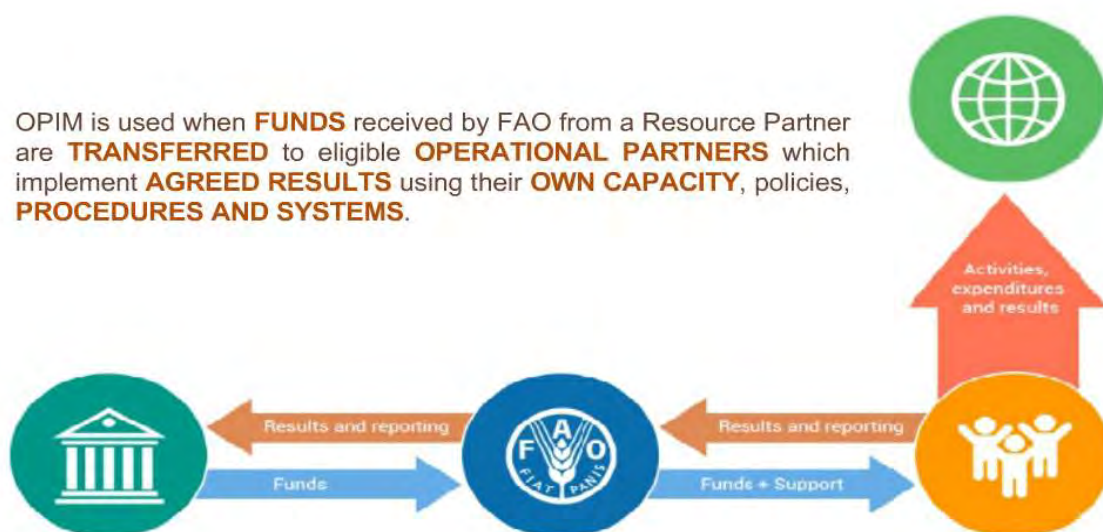 OPIM is used when FUNDS received by FAO from a Resource Partner
are TRANSFERRED to eligible OPERATIONAL PARTNERS which
implement AGREED RESULTS using their OWN CAPACITY, policies,
PROCEDURES AND SYSTEMS.
Activities,
expenditures
and results
Results and reporting
Results and reporting
F A O
FIAT PANIS
Funds
Funds + Support